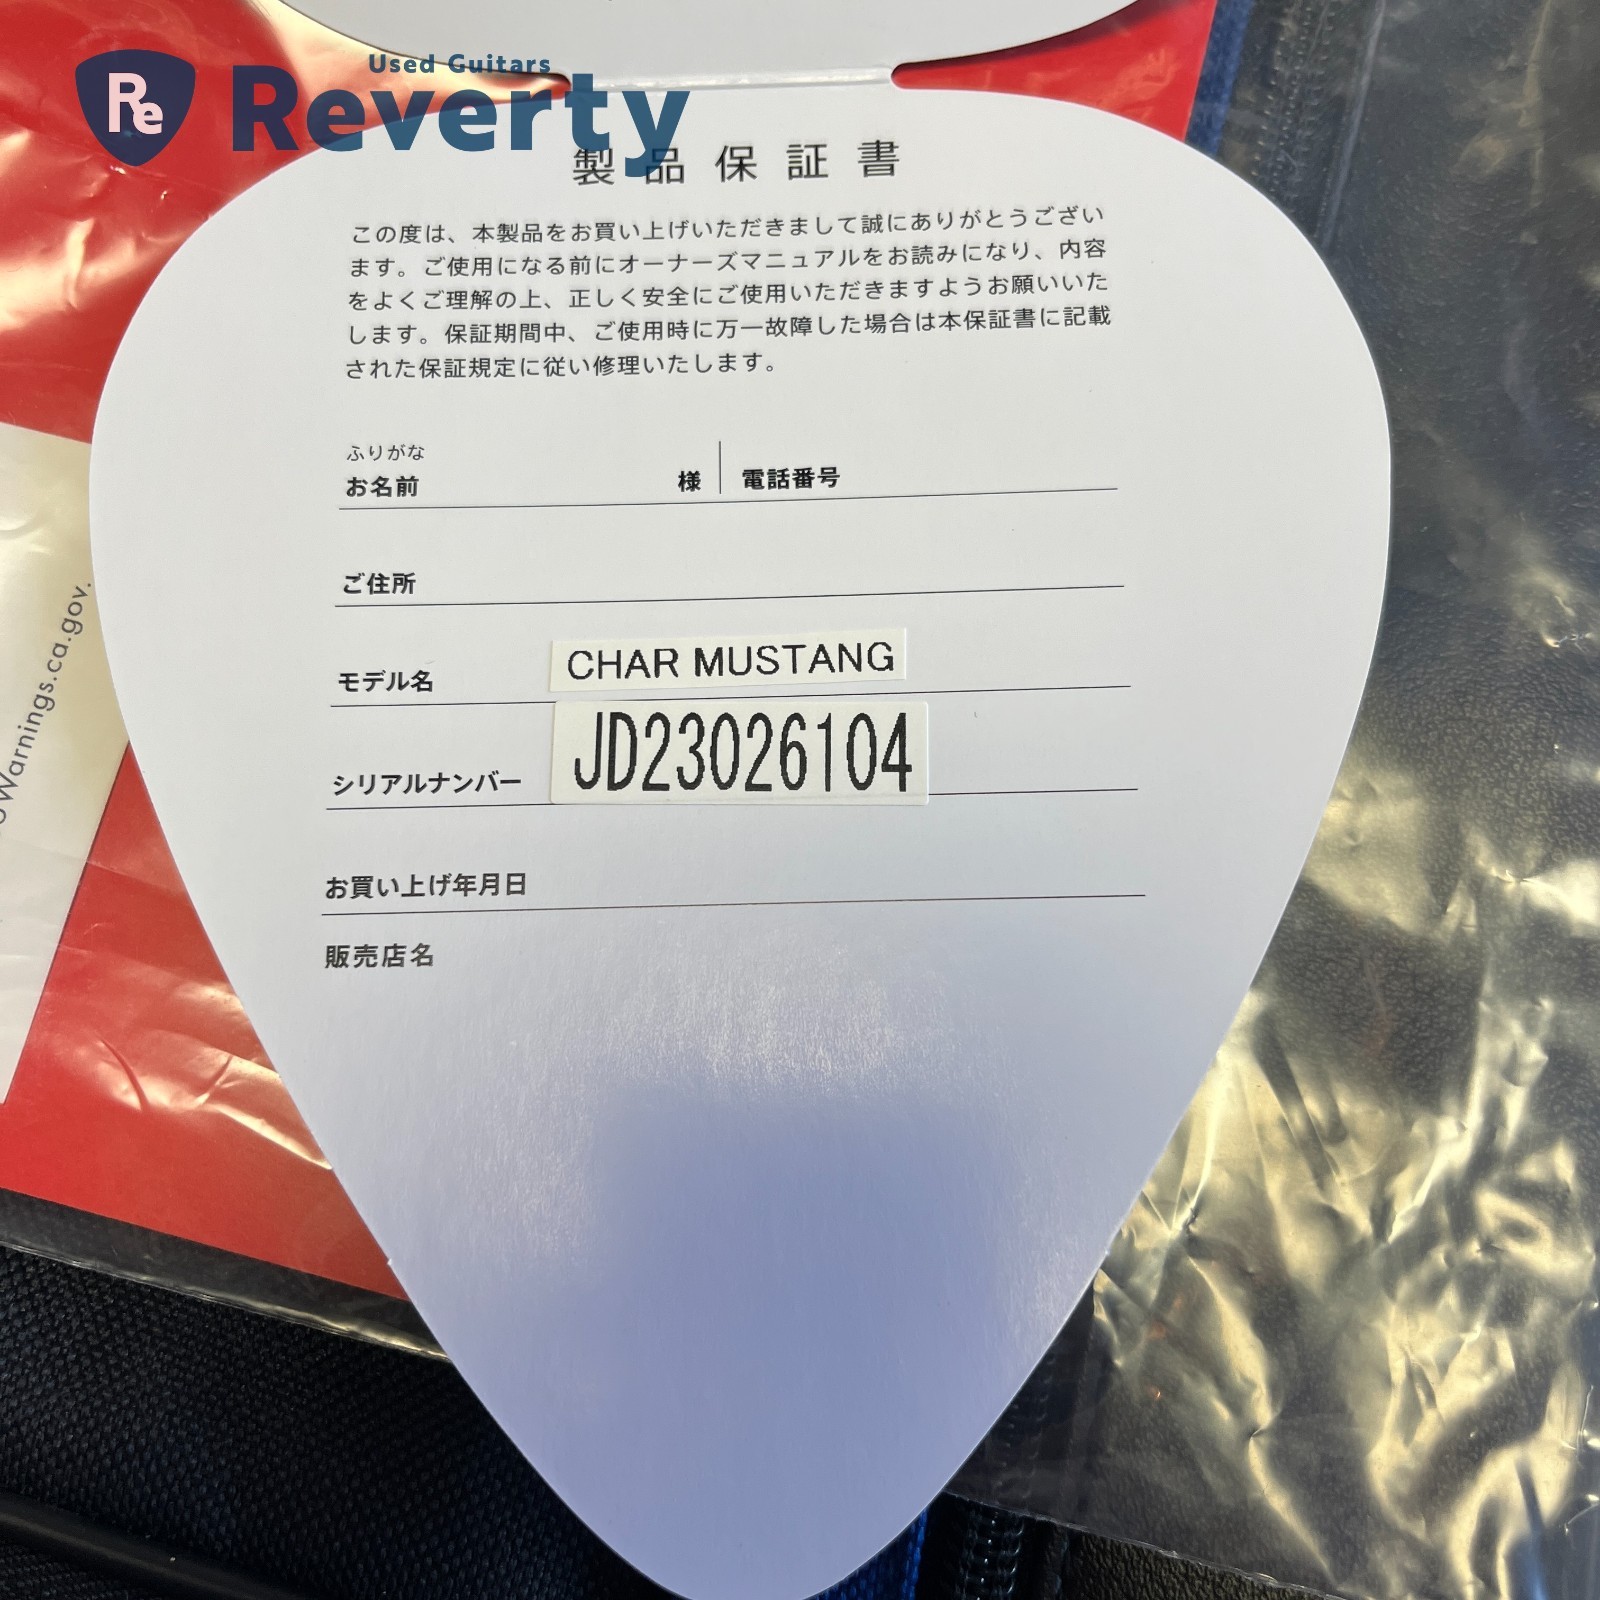 Used Guitars
Re Reverty
製品保証書
この度は、本製品をお買い上げいただきまして誠にありがとうござい
ます。ご使用になる前にオーナーズマニュアルをお読みになり、内容
をよくご理解の上、正しく安全にご使用いただきますようお願いいた
します。保証期間中、ご使用時に万一故障した場合は本保証書に記載
された保証規定に従い修理いたします。
ふりがな
お名前 様 電話番号
ご住所
モデル名 CHAR MUSTANG
シリアルナンバー JD23026104
お買い上げ年月日
販売店名
Warnings.ca.gov.